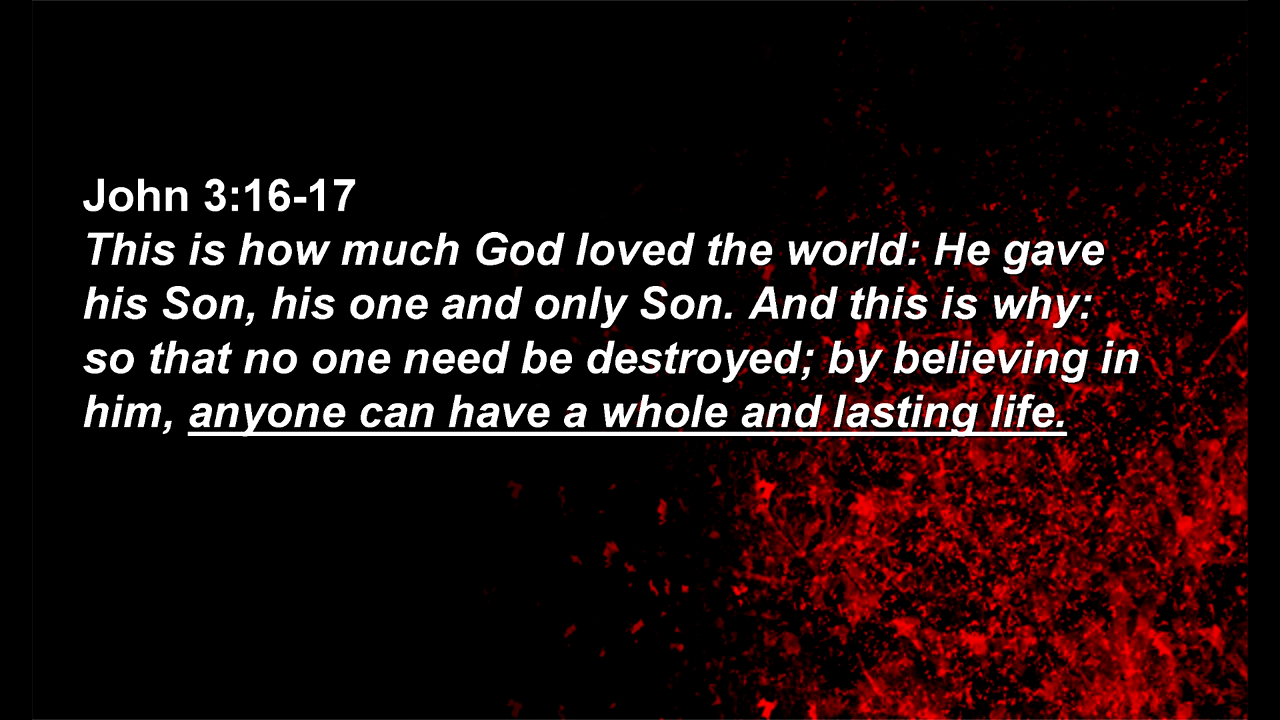 John 3:16-17
This is how much God loved the world: He gave
his Son, his one and only Son. And this is why:
so that no one need be destroyed; by believing in
him, anyone can have a whole and lasting life.